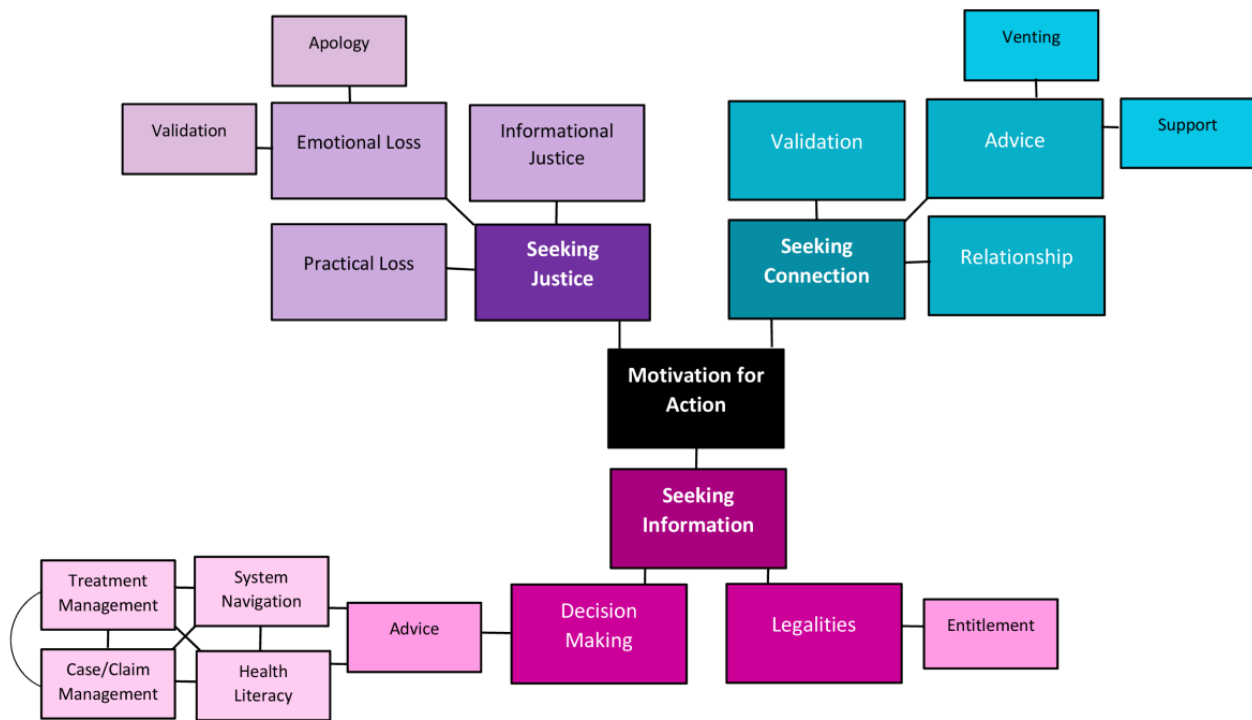 Apology
Venting
Validation
Emotional Loss
Informational
Justice
Validation
Advice
Support
Practical Loss
Seeking
Justice
Seeking
Connection
Relationship
Motivation for
Action
Seeking
Information
Treatment
Management
System
Navigation
Advice
Decision
Making
Legalities
Entitlement
Case/Claim
Management
Health
Literacy